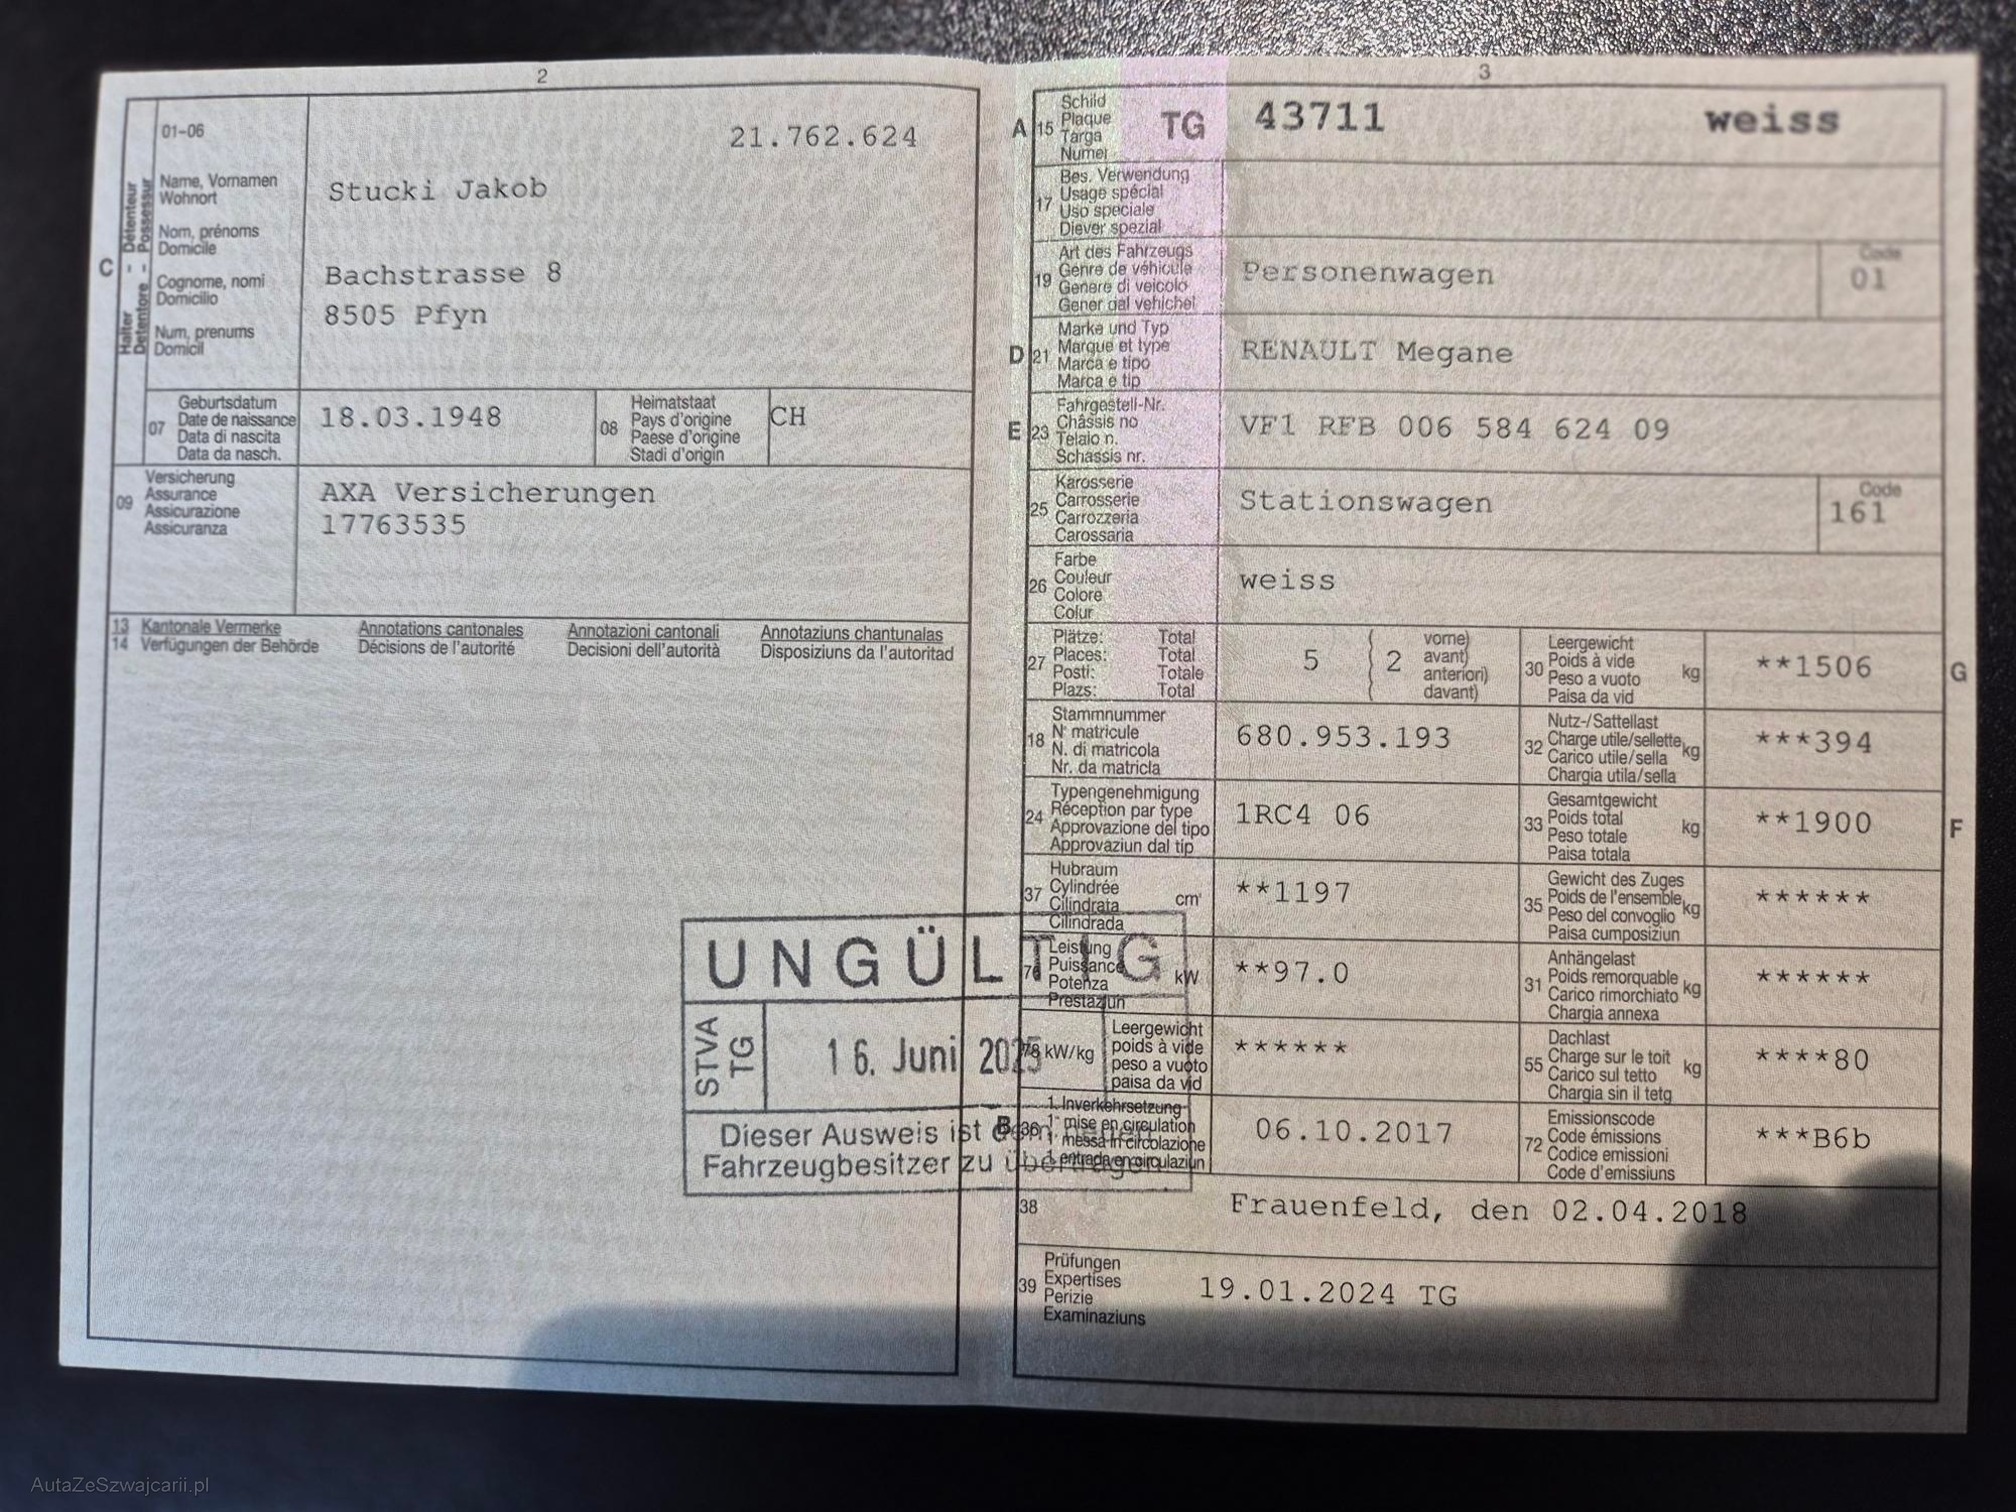 2
01-06
21.762.624
C
Halter - Détenteur
Detentore - Possessur
Name, Vornamen
Wohnort
Stucki Jakob
Nom, prénoms
Domicile
Cognome, nomi
Domicilio
Bachstrasse 8
8505 Pfyn
Num, prenums
Domicil
07
Geburtsdatum
Date de naissance
Data di nascita
Data da nasch.
18.03.1948
08
Heimatstaat
Pays d'origine
Paese d'origine
Stadi d'origin
CH
09
Versicherung
Assurance
Assicurazione
Assicuranza
AXA Versicherungen
17763535
13 Kantonale Vermerke Annotations cantonales Annotazioni cantonali Annotaziuns chantunalas
14 Verfügungen der Behörde Décisions de l'autorité Decisioni dell'autorità Disposiziuns da l'autoritad
UNGÜLTIG
STVA
TG
16. Juni 2025
Dieser Ausweis ist dem neuen
Fahrzeugbesitzer zu übertragen
3
A 15
Schild
Plaque
Targa
Numer
TG 43711 weiss
17
Bes. Verwendung
Usage spécial
Uso speciale
Diever spezial
19
Art des Fahrzeugs
Genre de véhicule
Genere di veicolo
Gener dal vehichel
Personenwagen
Code
01
D 21
Marke und Typ
Marque et type
Marca e tipo
Marca e tip
RENAULT Megane
E 23
Fahrgestell-Nr.
Châssis no
Telaio n.
Schassis nr.
VF1 RFB 006 584 624 09
25
Karosserie
Carrosserie
Carrozzeria
Carossaria
Stationswagen
Code
161
26
Farbe
Couleur
Colore
Colur
weiss
27
Plätze: Total
Places: Total
Posti: Totale
Plazs: Total
5 ( 2
vorne)
avant)
anteriori)
davant)
30
Leergewicht
Poids à vide
Peso a vuoto
Paisa da vid
kg
**1506
G
18
Stammnummer
N° matricule
N. di matricola
Nr. da matricla
680.953.193
32
Nutz-/Sattellast
Charge utile/sellette
Carico utile/sella
Chargia utila/sella
kg
***394
24
Typengenehmigung
Réception par type
Approvazione del tipo
Approvaziun dal tip
1RC4 06
33
Gesamtgewicht
Poids total
Peso totale
Paisa totala
kg
**1900
F
37
Hubraum
Cylindrée
Cilindrata
Cilindrada
cm³
**1197
35
Gewicht des Zuges
Poids de l'ensemble
Peso del convoglio
Paisa cumposiziun
kg
******
76
Leistung
Puissance
Potenza
Prestaziun
kW
**97.0
31
Anhängelast
Poids remorquable
Carico rimorchiato
Chargia annexa
kg
******
78 kW/kg
Leergewicht
poids à vide
peso a vuoto
paisa da vid
******
55
Dachlast
Charge sur le toit
Carico sul tetto
Chargia sin il tetg
kg
****80
B 36
1. Inverkehrsetzung
1re mise en circulation
1a messa in circolazione
1. entrada en circulaziun
06.10.2017
72
Emissionscode
Code émissions
Codice emissioni
Code d'emissiuns
***B6b
38
Frauenfeld, den 02.04.2018
39
Prüfungen
Expertises
Perizie
Examinaziuns
19.01.2024 TG
AutaZeSzwajcarii.pl